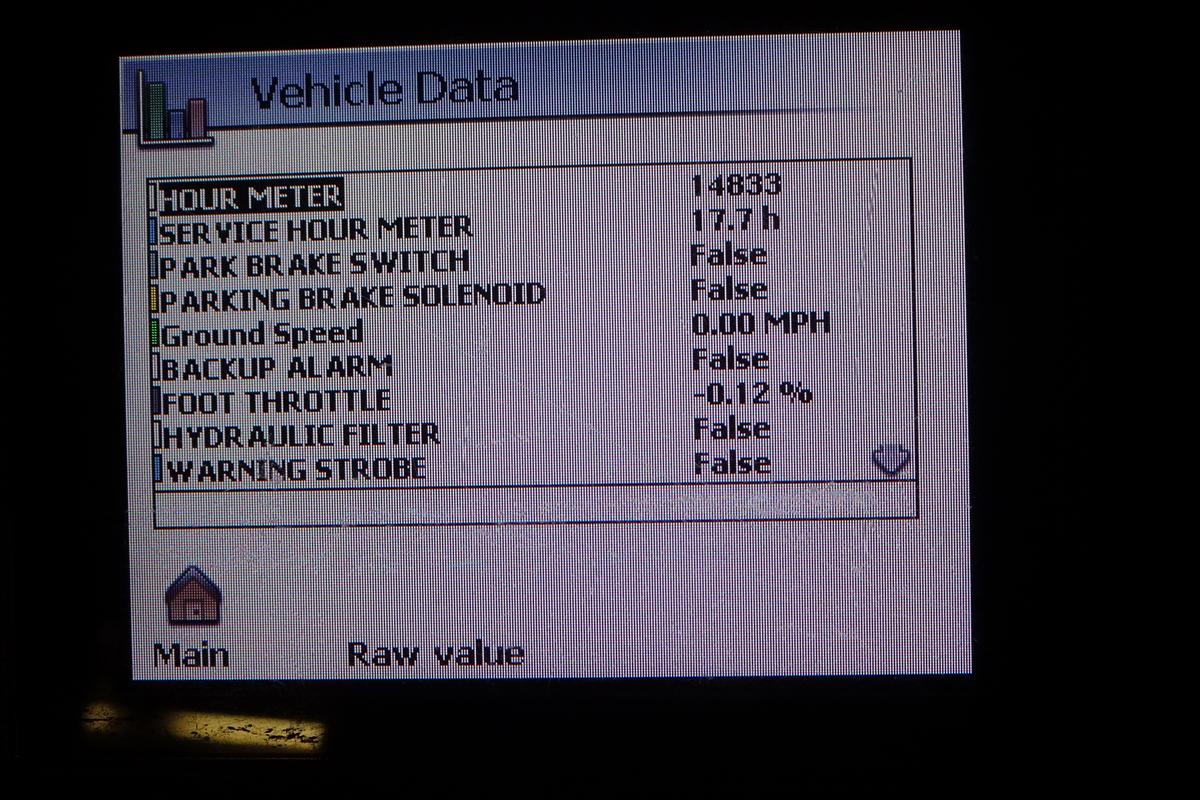 Vehicle Data
HOUR METER 14833
SERVICE HOUR METER 17.7 h
PARK BRAKE SWITCH False
PARKING BRAKE SOLENOID False
Ground Speed 0.00 MPH
BACKUP ALARM False
FOOT THROTTLE -0.12 %
HYDRAULIC FILTER False
WARNING STROBE False
Main Raw value